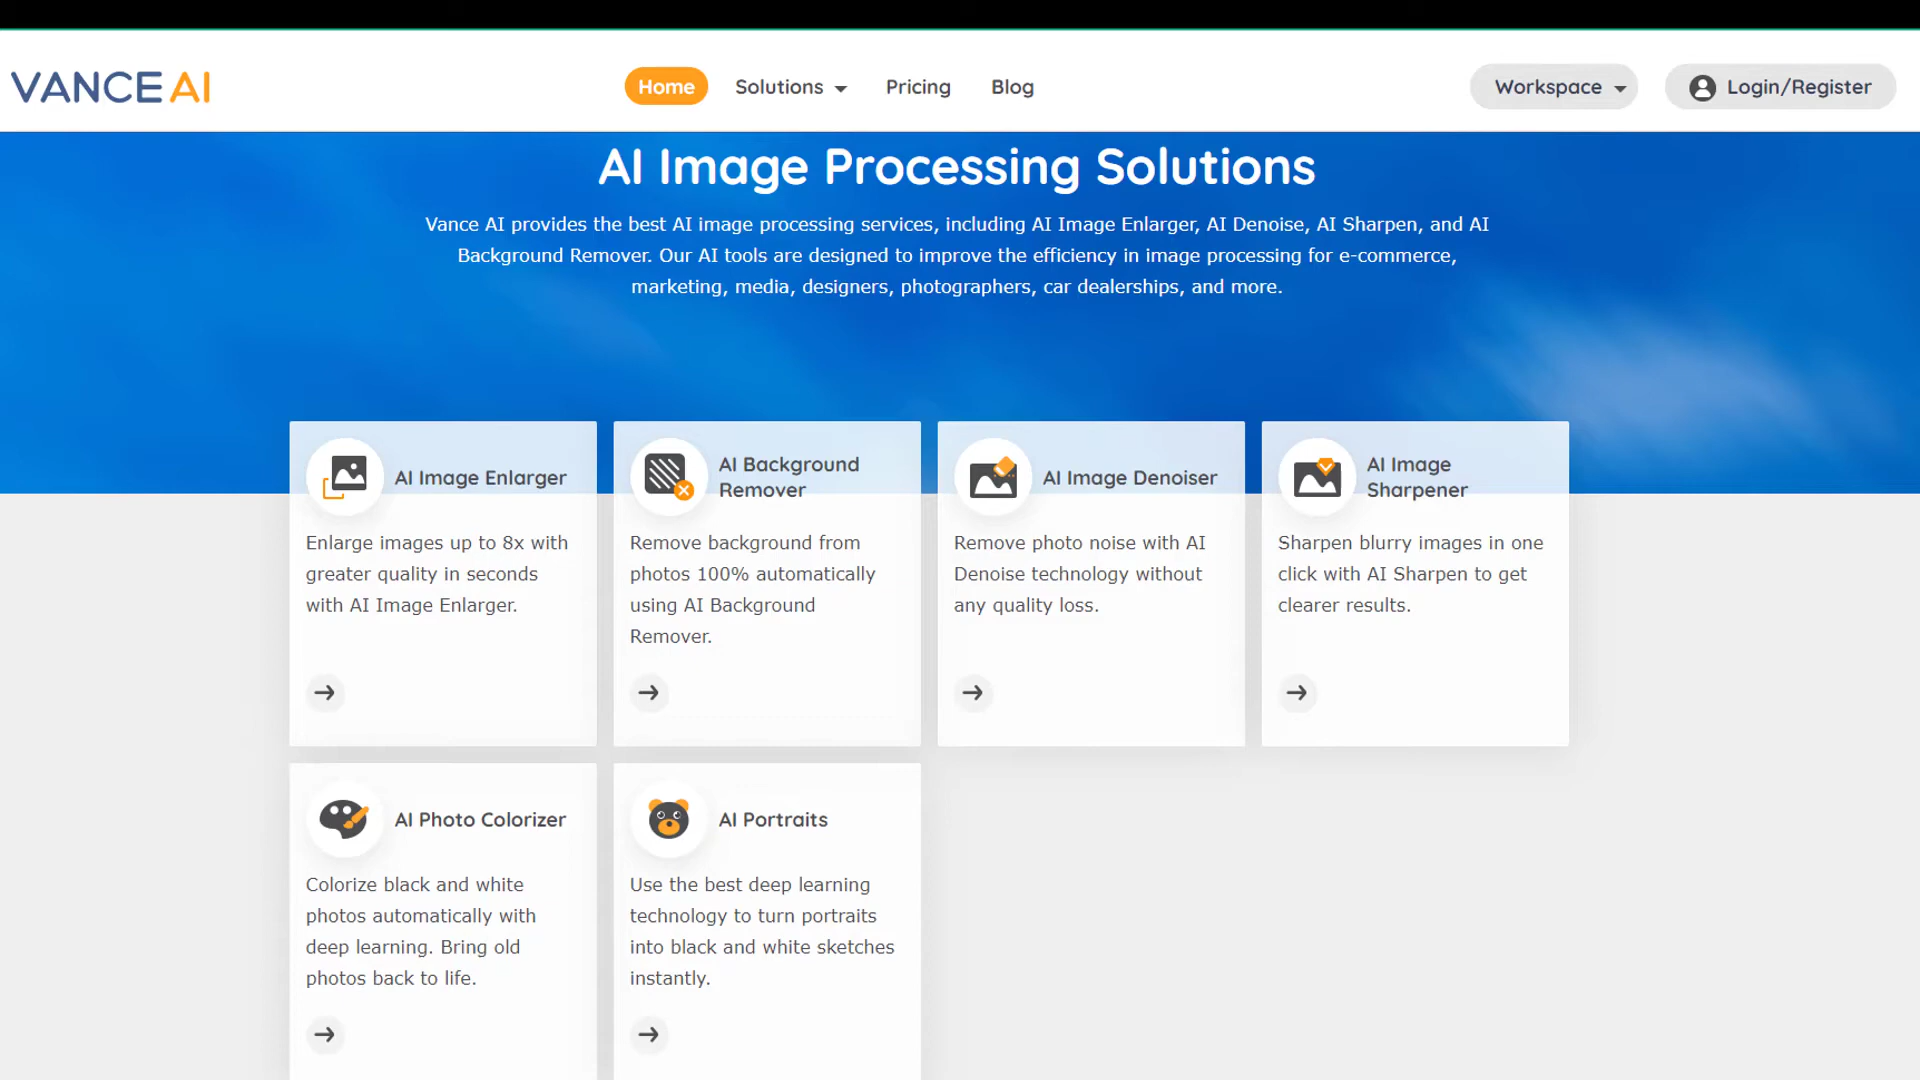 VANCE AI
Home Solutions Pricing Blog Workspace Login/Register
AI Image Processing Solutions
Vance AI provides the best AI image processing services, including AI Image Enlarger, AI Denoise, AI Sharpen, and AI
Background Remover. Our AI tools are designed to improve the efficiency in image processing for e-commerce,
marketing, media, designers, photographers, car dealerships, and more.
AI Image Enlarger
Enlarge images up to 8x with
greater quality in seconds
with AI Image Enlarger.
AI Background
Remover
Remove background from
photos 100% automatically
using AI Background
Remover.
AI Image Denoiser
Remove photo noise with AI
Denoise technology without
any quality loss.
AI Image
Sharpener
Sharpen blurry images in one
click with AI Sharpen to get
clearer results.
AI Photo Colorizer
Colorize black and white
photos automatically with
deep learning. Bring old
photos back to life.
AI Portraits
Use the best deep learning
technology to turn portraits
into black and white sketches
instantly.